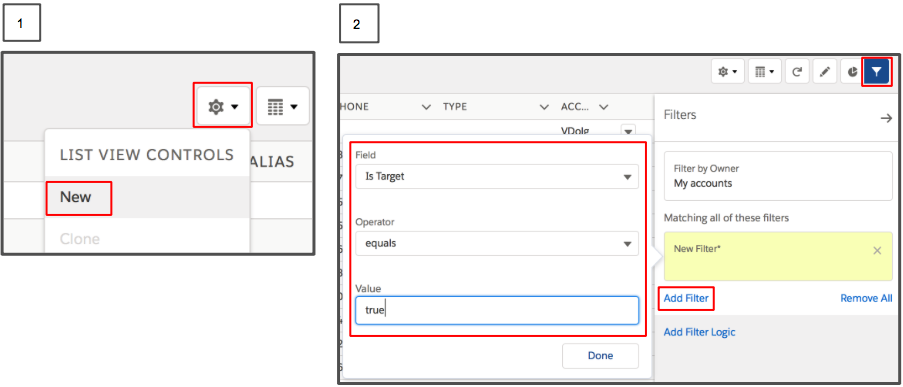 1
LIST VIEW CONTROLS
ALIAS
New
Clone
2
HONE
TYPE
ACC...
VDolg
Filters
Field
Is Target
Operator
equals
Value
true
Done
Filter by Owner
My accounts
Matching all of these filters
New Filter*
Add Filter
Remove All
Add Filter Logic